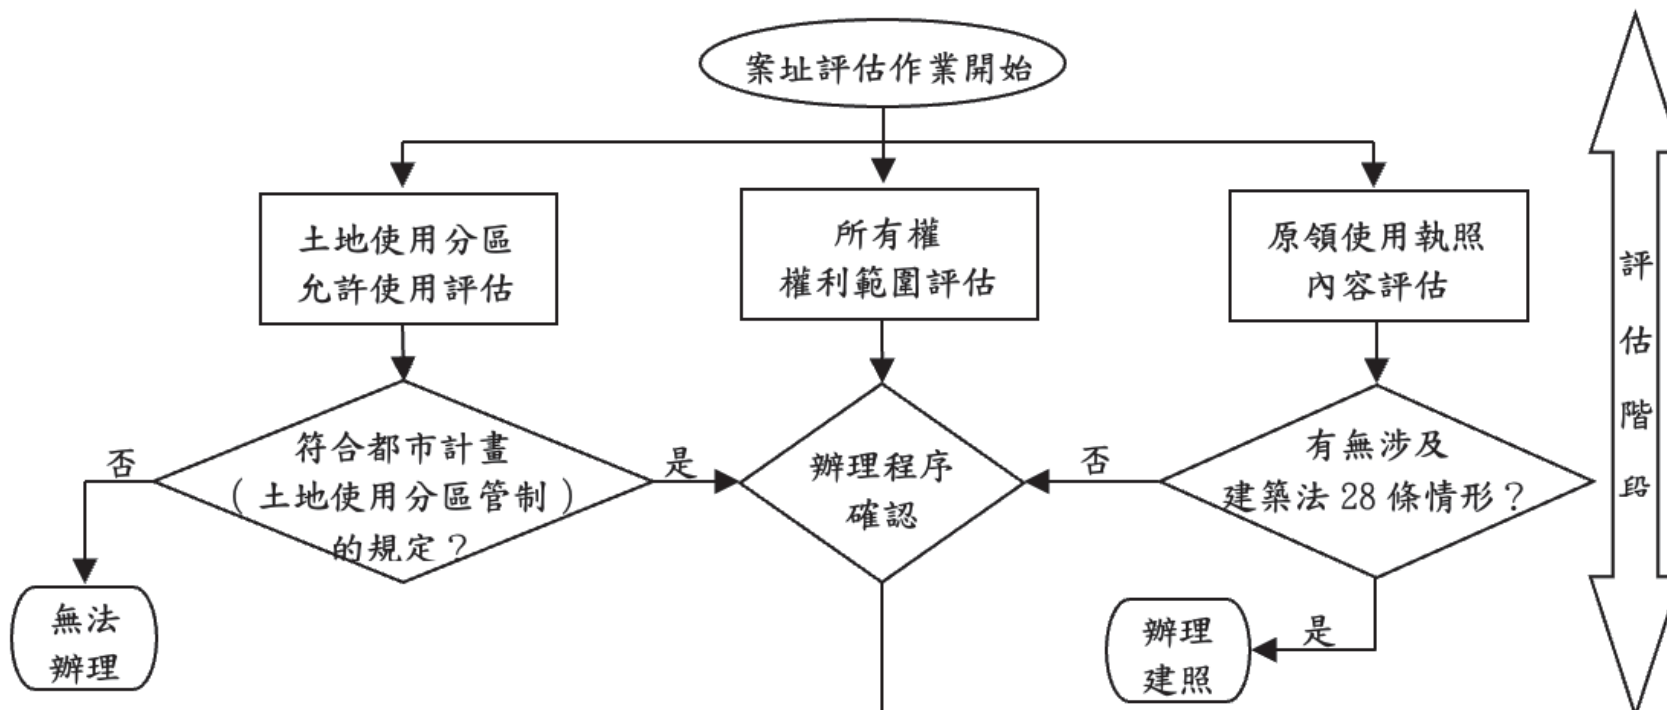 案址評估作業開始
土地使用分區
允許使用評估
所有權
權利範圍評估
原領使用執照
內容評估
符合都市計畫
(土地使用分區管制)
的規定？
否
是
辦理程序
確認
否
有無涉及
建築法 28 條情形？
無法
辦理
辦理
建照
是
評估階段